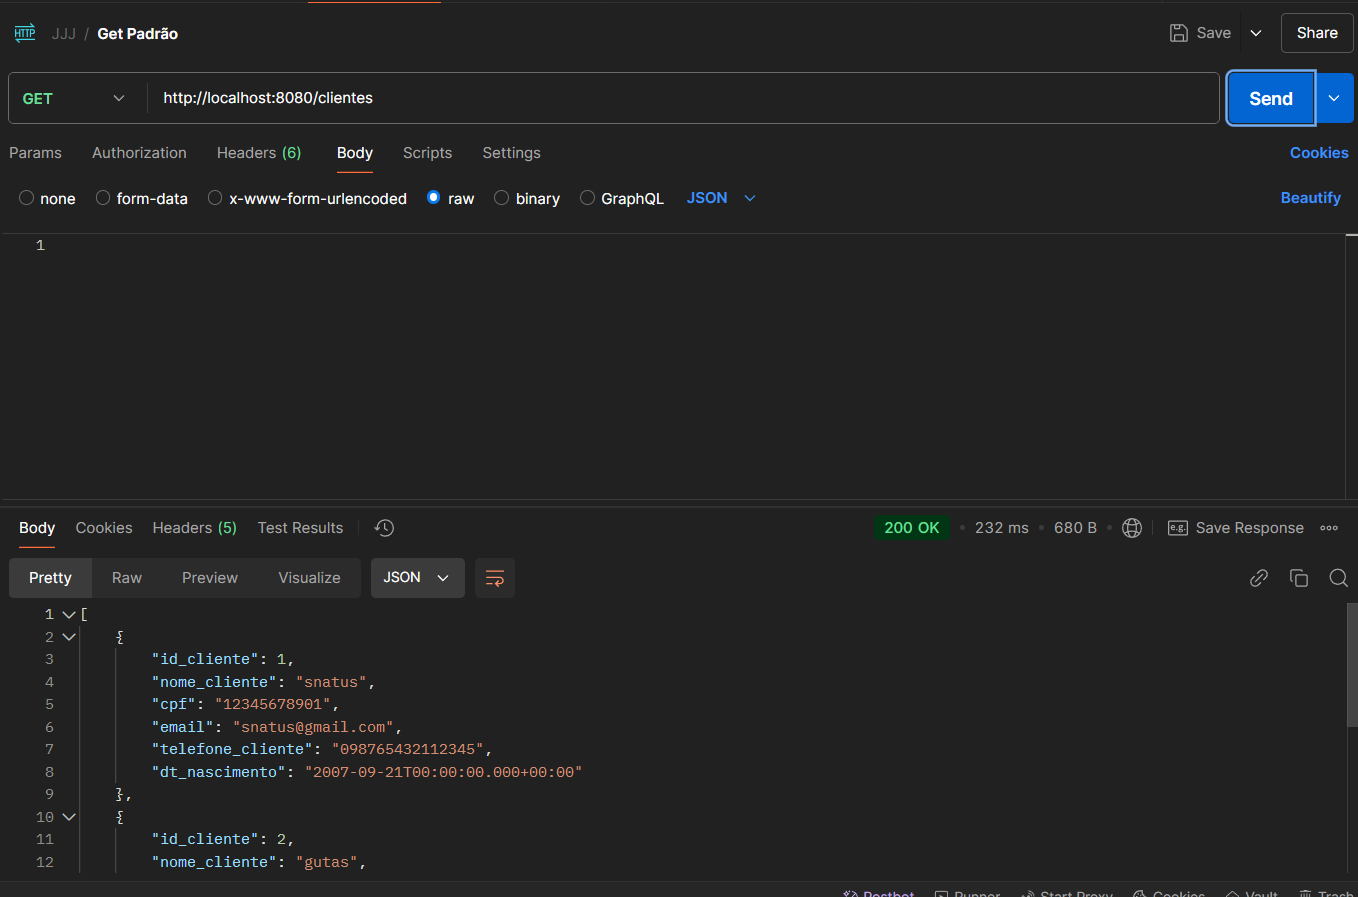 HTTP JJJ / Get Padrão Save Share
GET http://localhost:8080/clientes Send
Params Authorization Headers (6) Body Scripts Settings Cookies
none form-data x-www-form-urlencoded raw binary GraphQL JSON Beautify
1
Body Cookies Headers (5) Test Results 200 OK • 232 ms • 680 B • e.g. Save Response
Pretty Raw Preview Visualize JSON
1 [
2 {
3 "id_cliente": 1,
4 "nome_cliente": "snatus",
5 "cpf": "12345678901",
6 "email": "snatus@gmail.com",
7 "telefone_cliente": "098765432112345",
8 "dt_nascimento": "2007-09-21T00:00:00.000+00:00"
9 },
10 {
11 "id_cliente": 2,
12 "nome_cliente": "gutas",
Postbot Runner Start Proxy Cookies Vault Trash